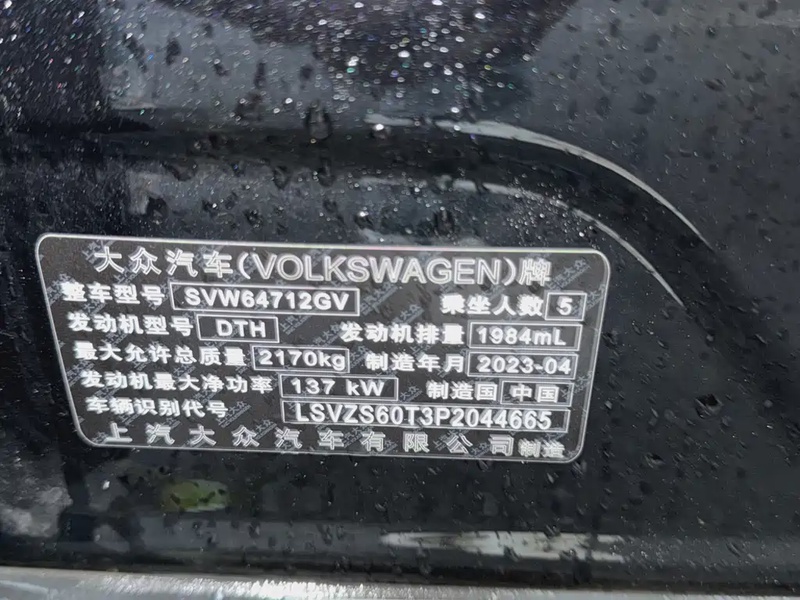 大众汽车(VOLKSWAGEN)牌
整车型号 SVW64712GV 乘坐人数 5
发动机型号 DTH 发动机排量 1984mL
最大允许总质量 2170kg 制造年月 2023-04
发动机最大净功率 137 kW 制造国 中国
车辆识别代号 LSVZS60T3P2044665
上汽大众汽车有限公司制造